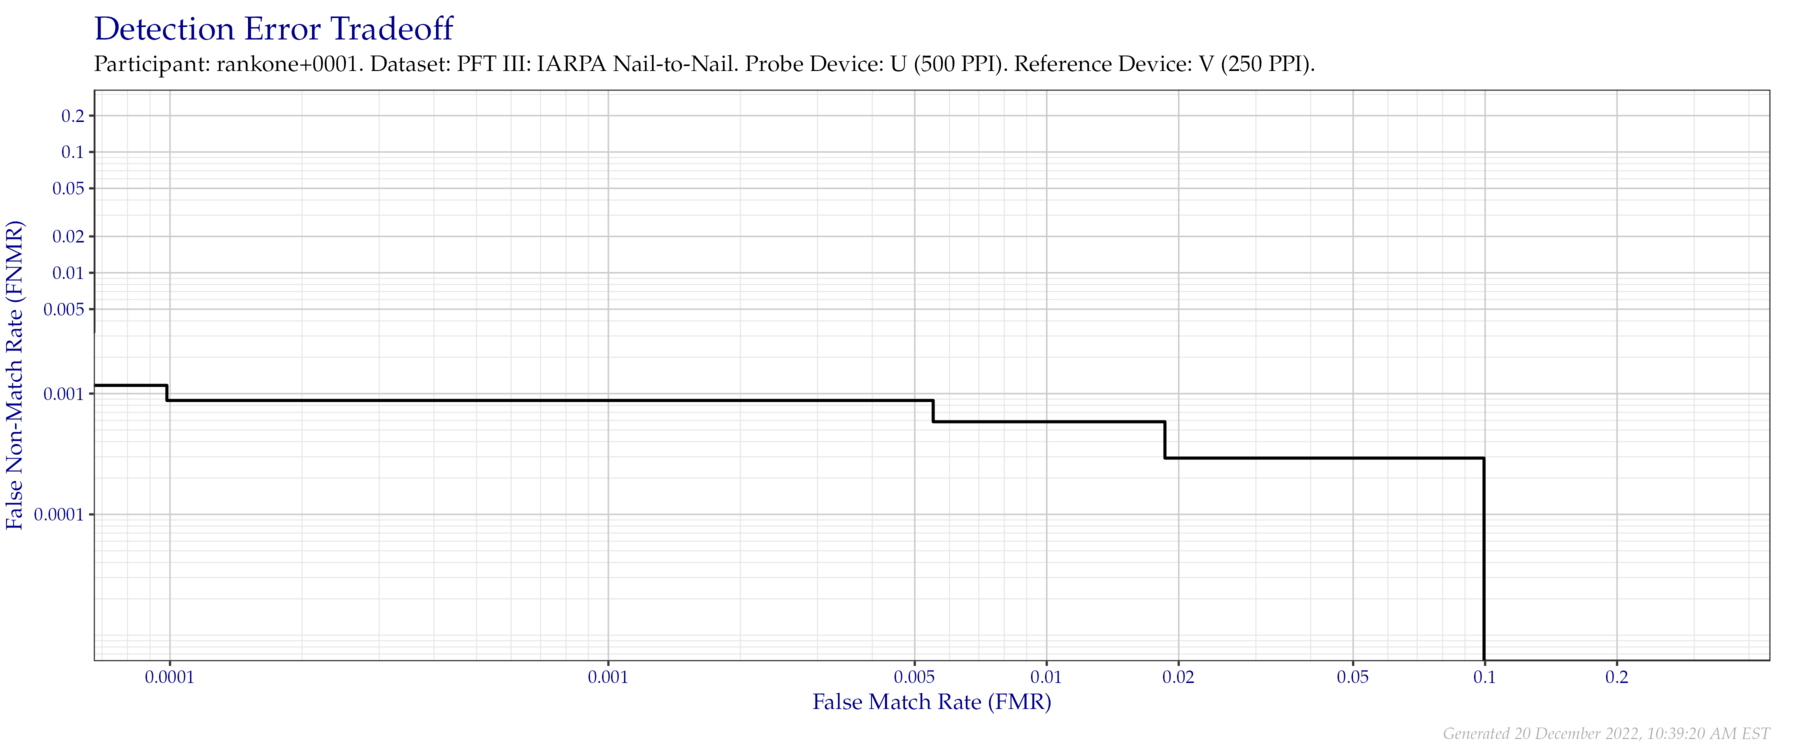 Detection Error Tradeoff
Participant: rankone+0001. Dataset: PFT III: IARPA Nail-to-Nail. Probe Device: U (500 PPI). Reference Device: V (250 PPI).
False Non-Match Rate (FNMR)
0.2
0.1
0.05
0.02
0.01
0.005
0.001
0.0001
0.0001 0.001 0.005 0.01 0.02 0.05 0.1 0.2
False Match Rate (FMR)
Generated 20 December 2022, 10:39:20 AM EST